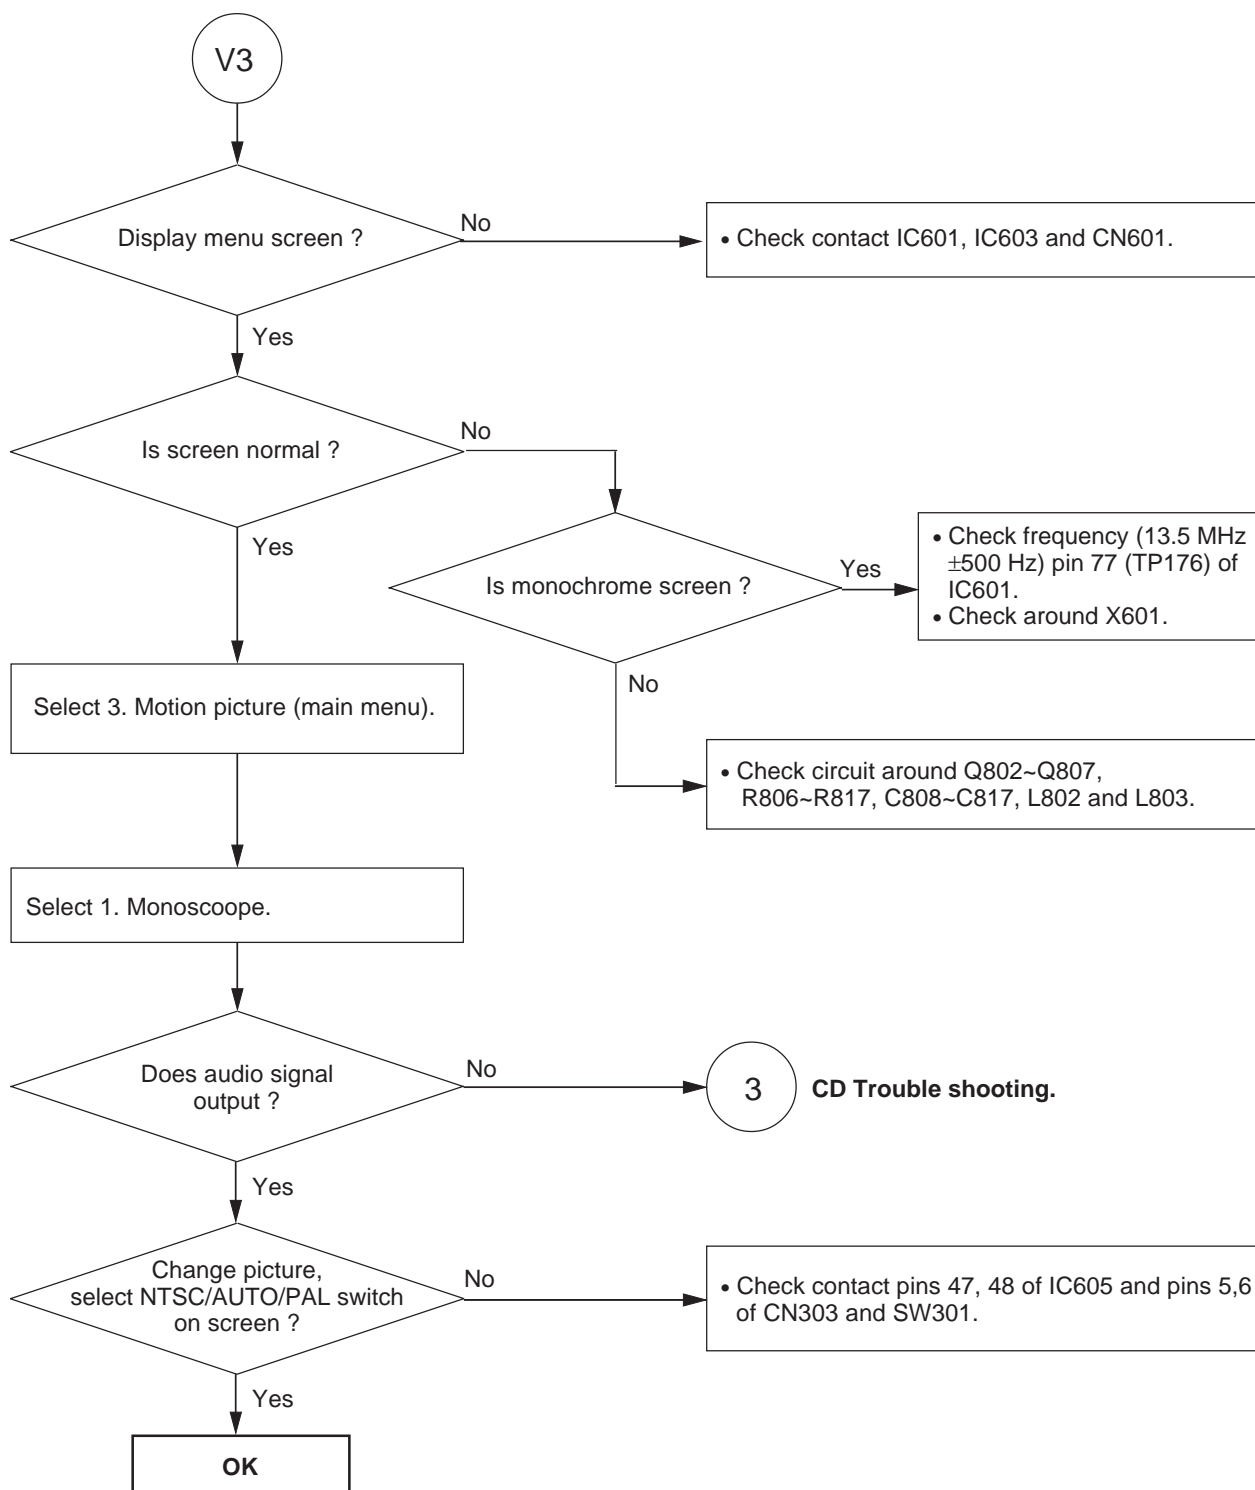 V3
Display menu screen ?
No
• Check contact IC601, IC603 and CN601.
Yes
Is screen normal ?
No
Yes
Is monochrome screen ?
Yes
• Check frequency (13.5 MHz
±500 Hz) pin 77 (TP176) of
IC601.
• Check around X601.
No
Select 3. Motion picture (main menu).
• Check circuit around Q802~Q807,
R806~R817, C808~C817, L802 and L803.
Select 1. Monoscoope.
Does audio signal
output ?
No
3
CD Trouble shooting.
Yes
Change picture,
select NTSC/AUTO/PAL switch
on screen ?
No
• Check contact pins 47, 48 of IC605 and pins 5,6
of CN303 and SW301.
Yes
OK